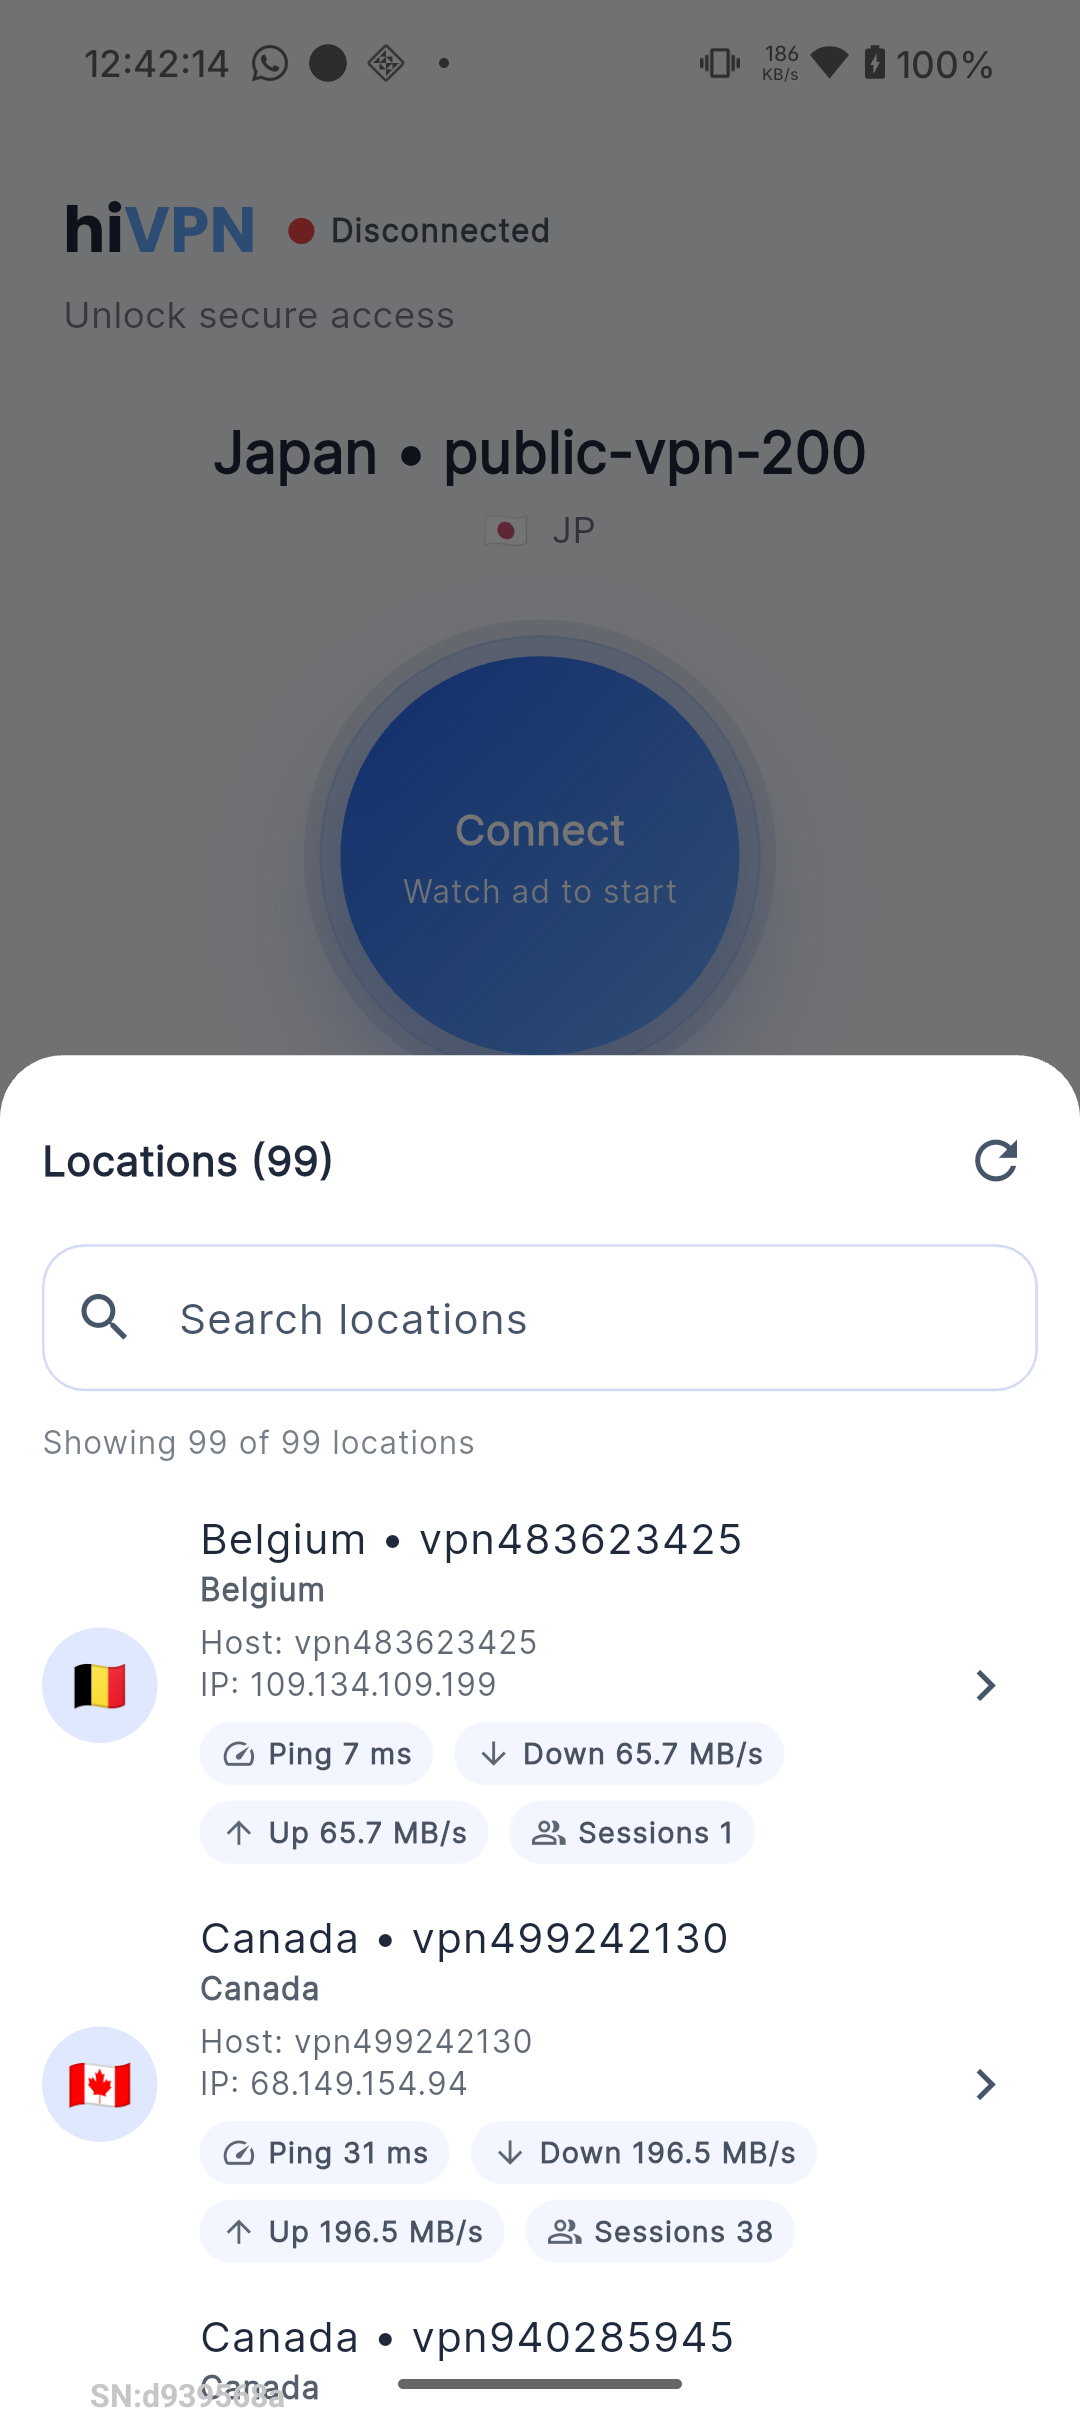 12:42:14
186 KB/s
100%
hiVPN
Disconnected
Unlock secure access
Japan • public-vpn-200
JP
Connect
Watch ad to start
Locations (99)
Search locations
Showing 99 of 99 locations
Belgium • vpn483623425
Belgium
Host: vpn483623425
IP: 109.134.109.199
Ping 7 ms
Down 65.7 MB/s
Up 65.7 MB/s
Sessions 1
Canada • vpn499242130
Canada
Host: vpn499242130
IP: 68.149.154.94
Ping 31 ms
Down 196.5 MB/s
Up 196.5 MB/s
Sessions 38
Canada • vpn940285945
Canada
SN:d939568a